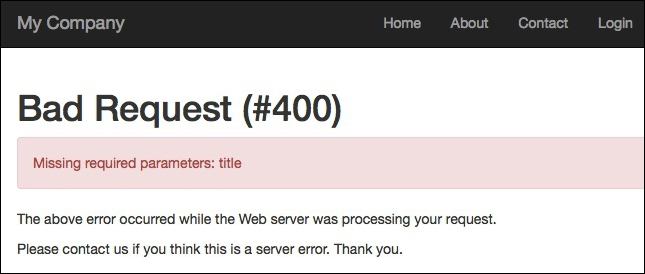 My Company Home About Contact Login
Bad Request (#400)
Missing required parameters: title
The above error occurred while the Web server was processing your request.
Please contact us if you think this is a server error. Thank you.